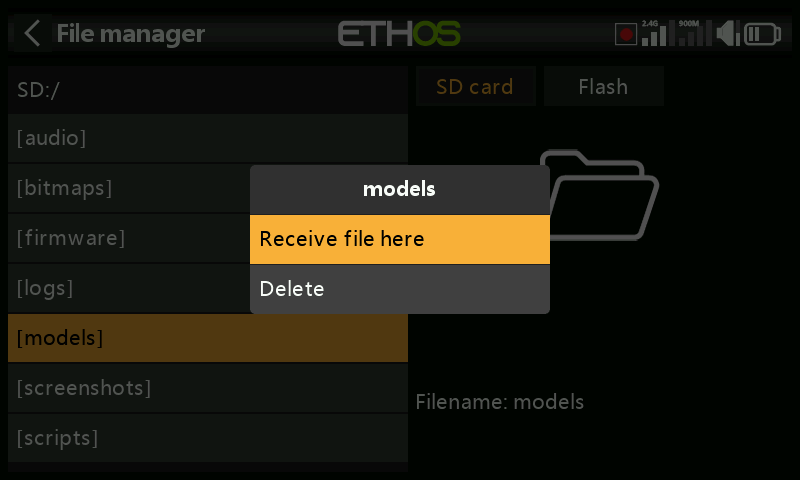 File manager
ETHOS
2.4G
900M
SD:/
SD card
Flash
[audio]
[bitmaps]
models
[firmware]
Receive file here
[logs]
Delete
[models]
[screenshots]
Filename: models
[scripts]